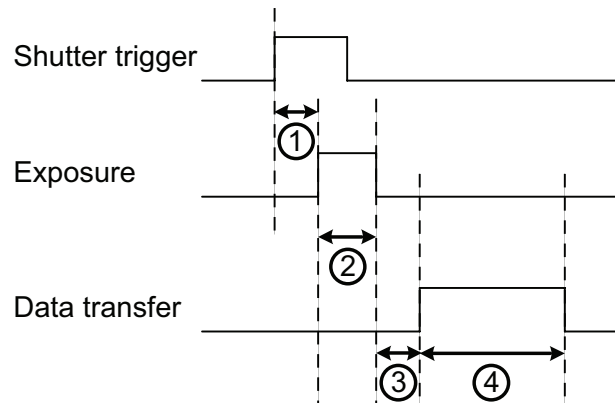 Shutter trigger
①
Exposure
②
Data transfer
③ ④